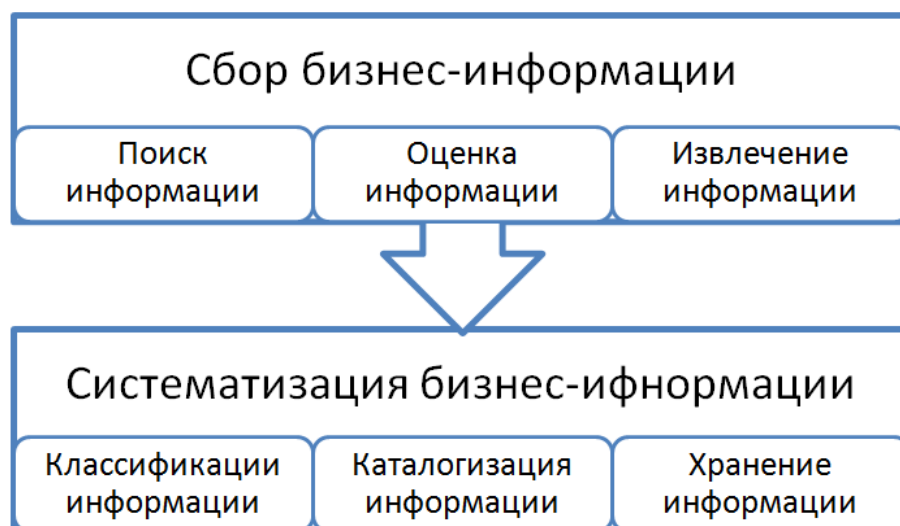 Сбор бизнес-информации
Поиск
информации
Оценка
информации
Извлечение
информации
Систематизация бизнес-ифнормации
Классификации
информации
Каталогизация
информации
Хранение
информации